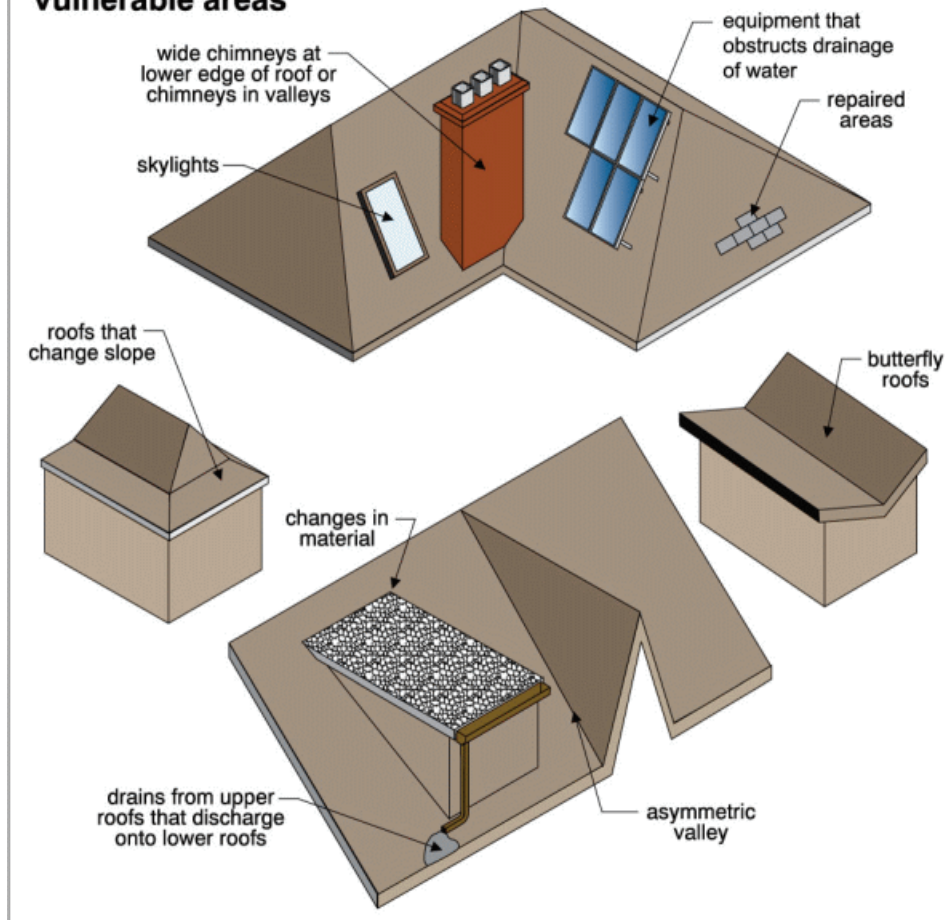 vulnerable areas
wide chimneys at
lower edge of roof or
chimneys in valleys
equipment that
obstructs drainage
of water
repaired
areas
skylights
roofs that
change slope
butterfly
roofs
changes in
material
drains from upper
roofs that discharge
onto lower roofs
asymmetric
valley